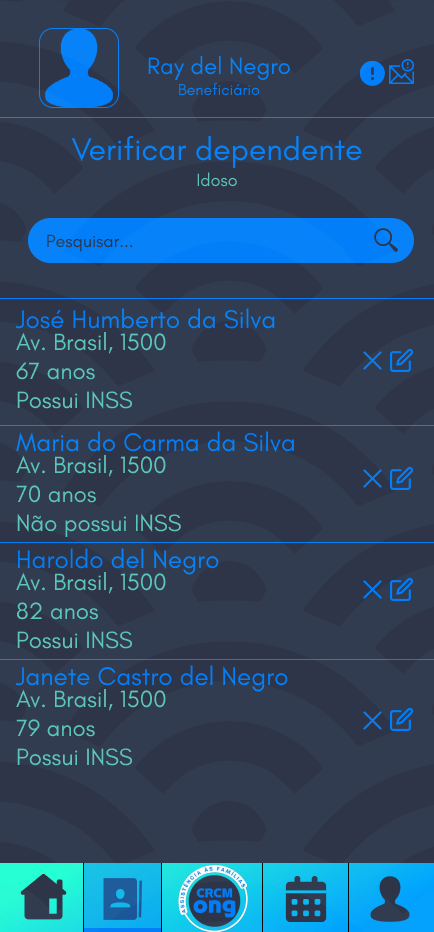 Ray del Negro
Beneficiário
Verificar dependente
Idoso
Pesquisar...
José Humberto da Silva
Av. Brasil, 1500
67 anos
Possui INSS
Maria do Carma da Silva
Av. Brasil, 1500
70 anos
Não possui INSS
Haroldo del Negro
Av. Brasil, 1500
82 anos
Possui INSS
Janete Castro del Negro
Av. Brasil, 1500
79 anos
Possui INSS
ASSISTÊNCIA ÀS FAMÍLIAS
CRCM
ong